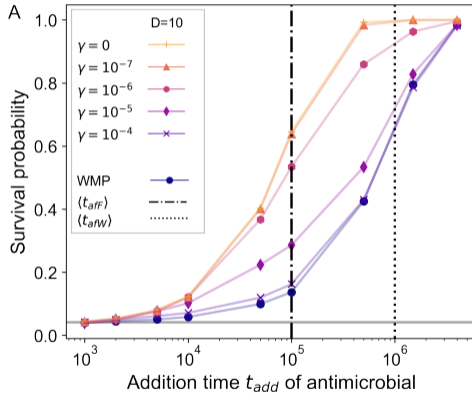 A
D=10
γ = 0
γ = 10⁻⁷
γ = 10⁻⁶
γ = 10⁻⁵
γ = 10⁻⁴
WMP
⟨t_afF⟩
⟨t_afW⟩
Survival probability
1.0
0.8
0.6
0.4
0.2
0.0
10³
10⁴
10⁵
10⁶
Addition time t_add of antimicrobial